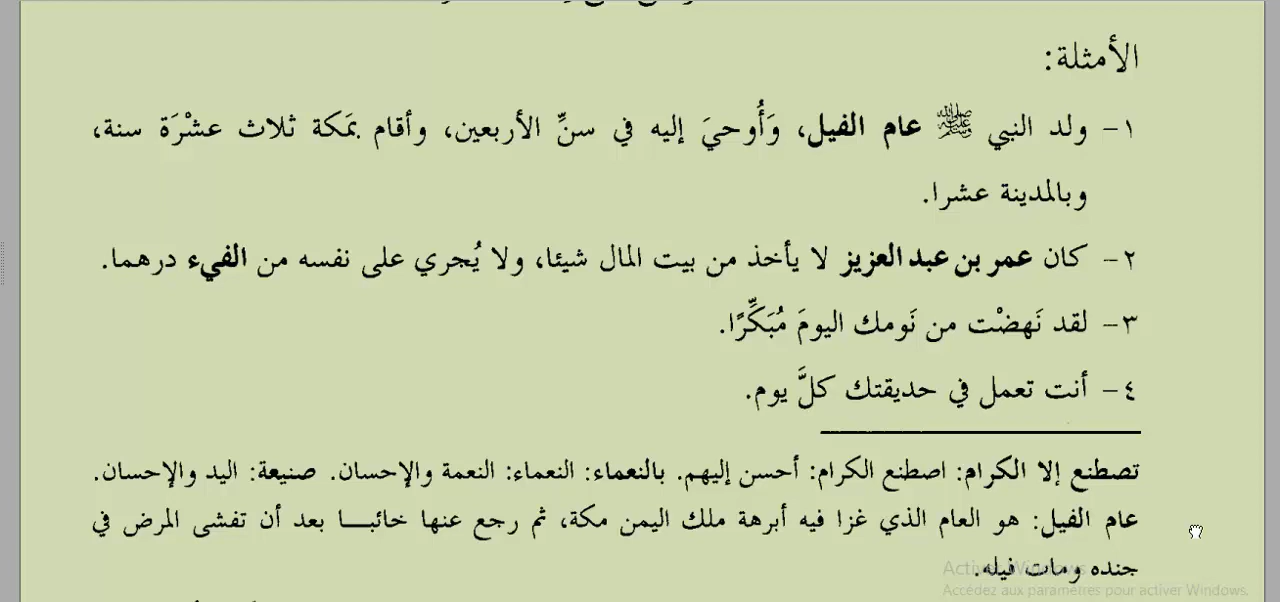 الأمثلة:
١- ولد النبي ﷺ عام الفيل، وَأُوحيَ إليه في سنِّ الأربعين، وأقام بمَكة ثلاث عشْرَة سنة،
وبالمدينة عشرا.
٢- كان عمر بن عبد العزيز لا يأخذ من بيت المال شيئا، ولا يُجري على نفسه من الفيء درهما.
٣- لقد نَهضْت من نَومك اليومَ مُبَكِّرًا.
٤- أنت تعمل في حديقتك كلَّ يوم.
تصطنع إلا الكرام: اصطنع الكرام: أحسن إليهم. بالنعماء: النعماء: النعمة والإحسان. صنيعة: اليد والإحسان.
عام الفيل: هو العام الذي غزا فيه أبرهة ملك اليمن مكة، ثم رجع عنها خائبـــا بعد أن تفشى المرض في
جنده ومات فيله.
Activer Windows
Accédez aux paramètres pour activer Windows.